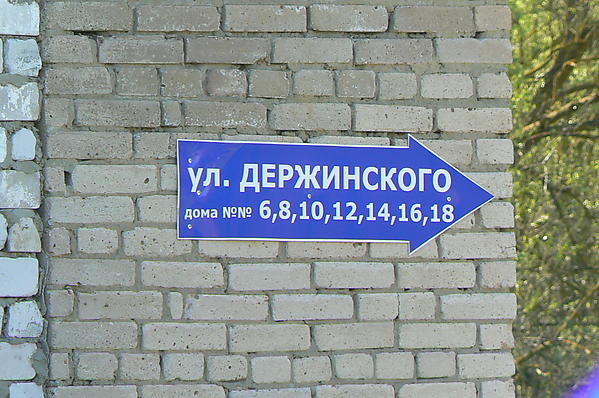 ул. ДЕРЖИНСКОГО
дома №№ 6,8,10,12,14,16,18